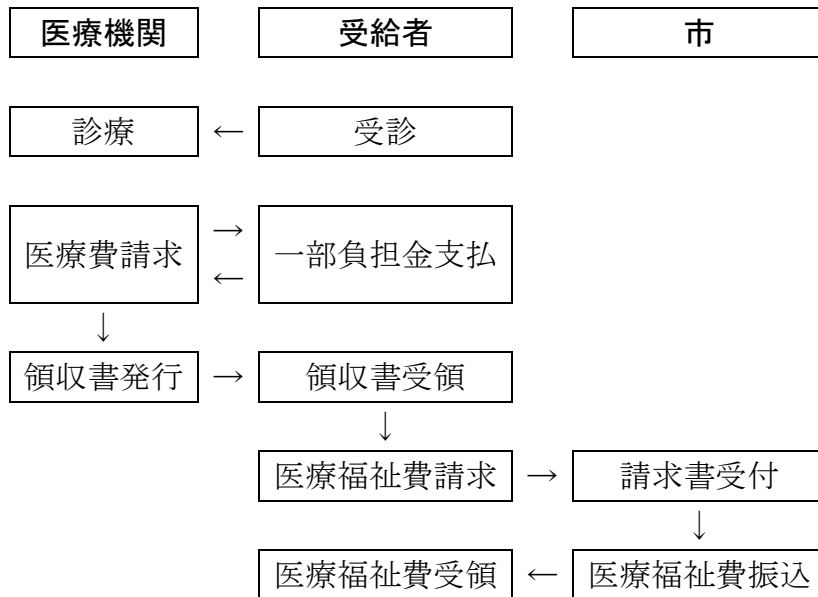 医療機関 受給者 市
診療 ← 受診
医療費請求 → ← 一部負担金支払
↓
領収書発行 → 領収書受領
↓
医療福祉費請求 → 請求書受付
↓
医療福祉費受領 ← 医療福祉費振込